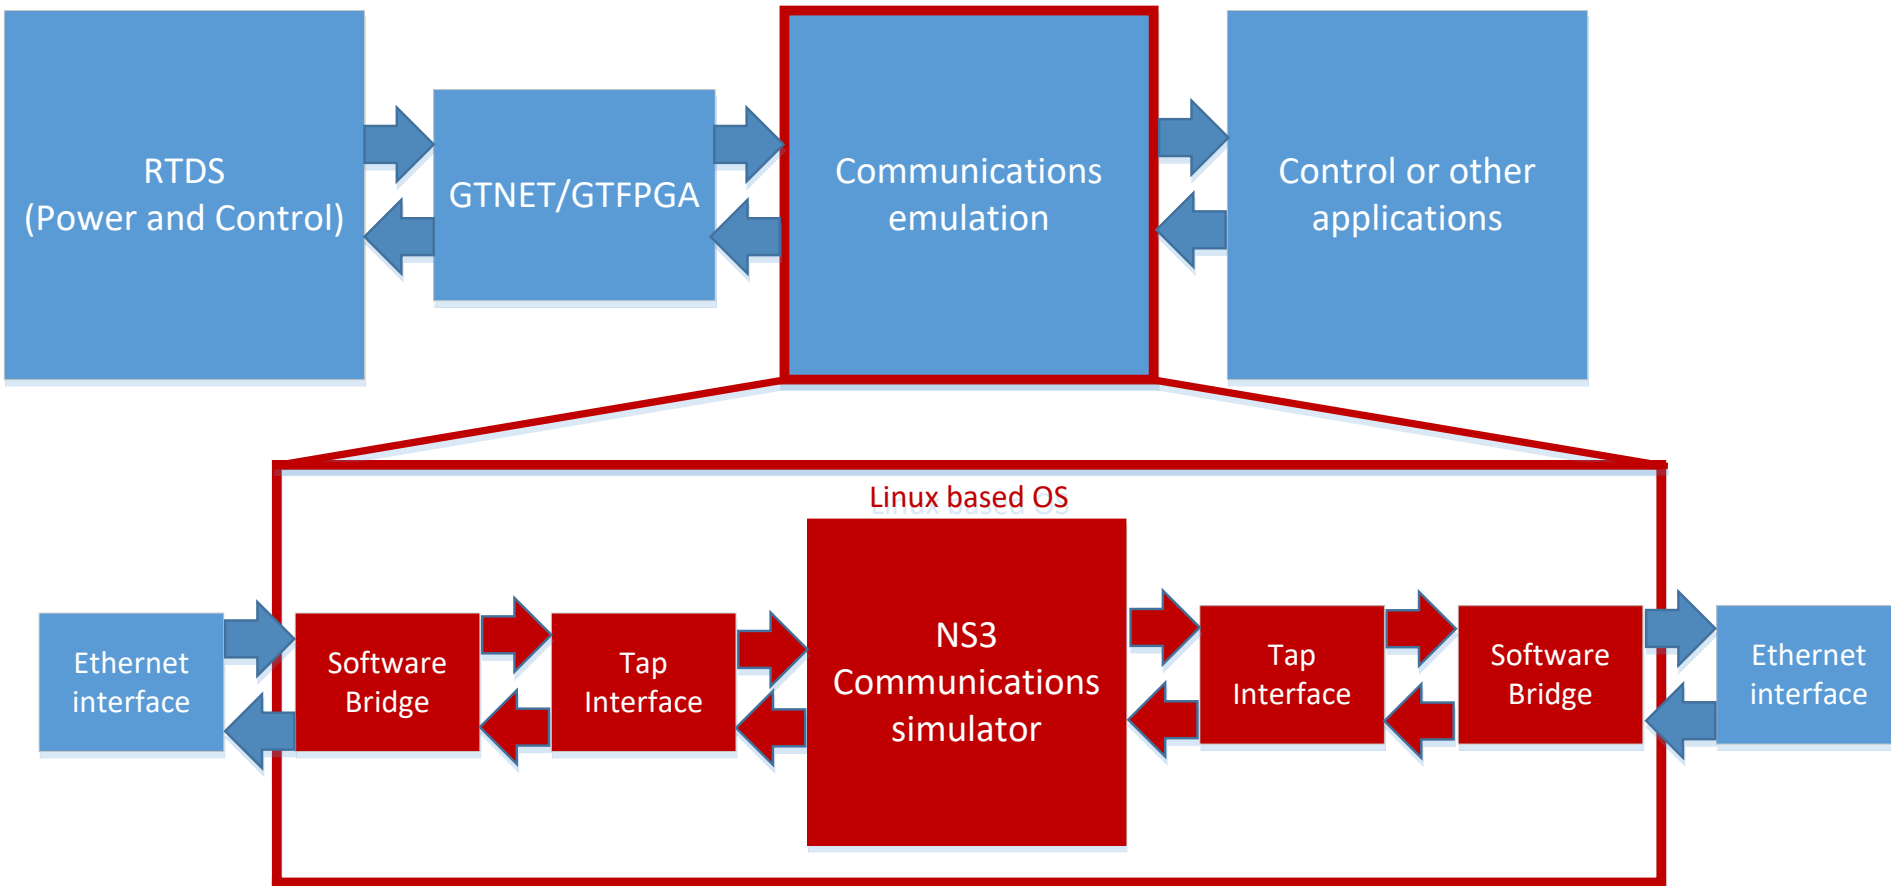 RTDS
(Power and Control)
GTNET/GTFPGA
Communications
emulation
Control or other
applications
Linux based OS
Ethernet
interface
Software
Bridge
Tap
Interface
NS3
Communications
simulator
Tap
Interface
Software
Bridge
Ethernet
interface